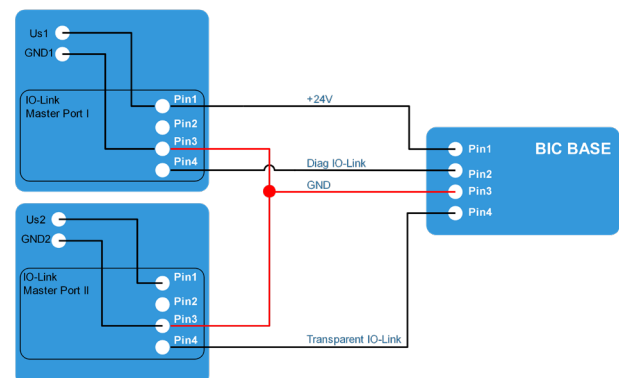 Us1
GND1
IO-Link
Master Port I
Pin1
Pin2
Pin3
Pin4
+24V
Diag IO-Link
GND
BIC BASE
Pin1
Pin2
Pin3
Pin4
Us2
GND2
IO-Link
Master Port II
Pin1
Pin2
Pin3
Pin4
Transparent IO-Link